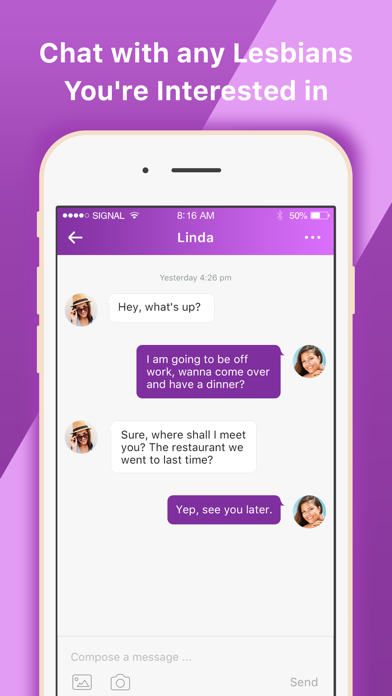 Chat with any Lesbians
You're Interested in
SIGNAL 8:16 AM 50%
Linda
Yesterday 4:26 pm
Hey, what's up?
I am going to be off
work, wanna come over
and have a dinner?
Sure, where shall I meet
you? The restaurant we
went to last time?
Yep, see you later.
Compose a message ...
Send